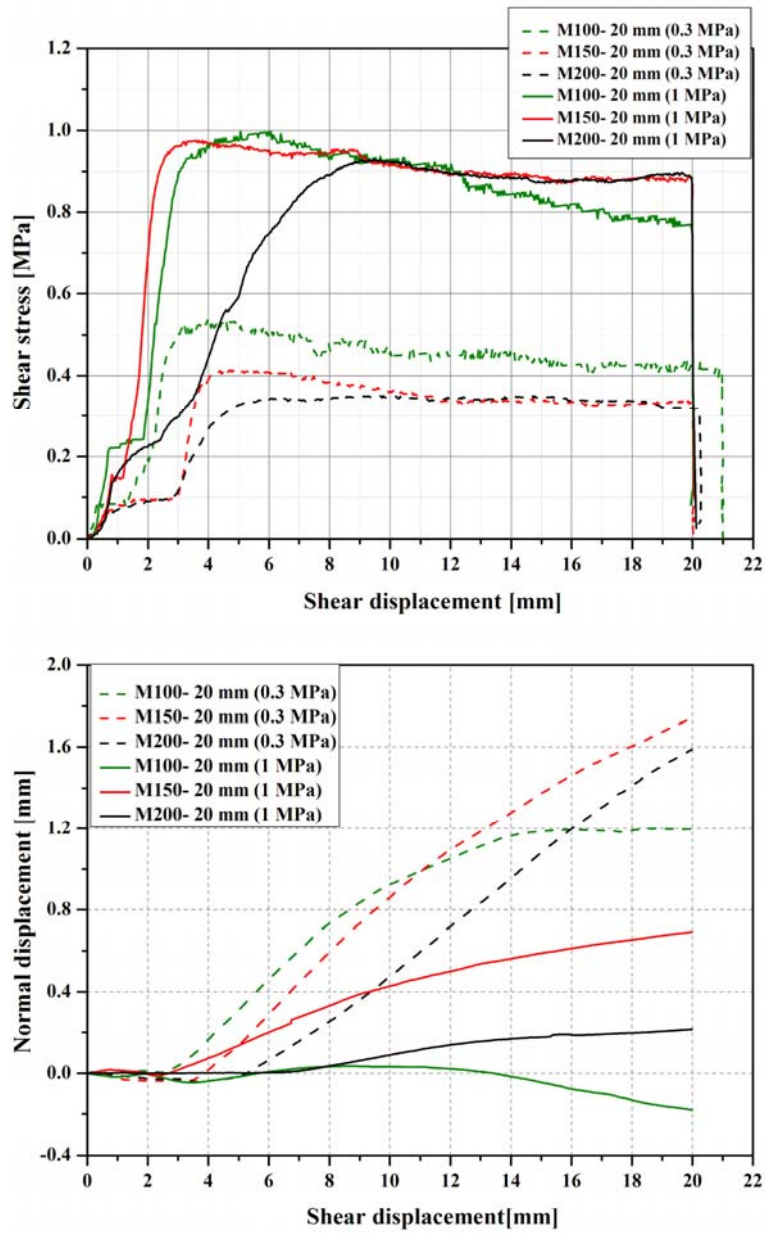 M100- 20 mm (0.3 MPa)
M150- 20 mm (0.3 MPa)
M200- 20 mm (0.3 MPa)
M100- 20 mm (1 MPa)
M150- 20 mm (1 MPa)
M200- 20 mm (1 MPa)
1.2
1.0
0.8
0.6
0.4
0.2
0.0
Shear stress [MPa]
0 2 4 6 8 10 12 14 16 18 20 22
Shear displacement [mm]
M100- 20 mm (0.3 MPa)
M150- 20 mm (0.3 MPa)
M200- 20 mm (0.3 MPa)
M100- 20 mm (1 MPa)
M150- 20 mm (1 MPa)
M200- 20 mm (1 MPa)
2.0
1.6
1.2
0.8
0.4
0.0
-0.4
Normal displacement [mm]
0 2 4 6 8 10 12 14 16 18 20 22
Shear displacement[mm]